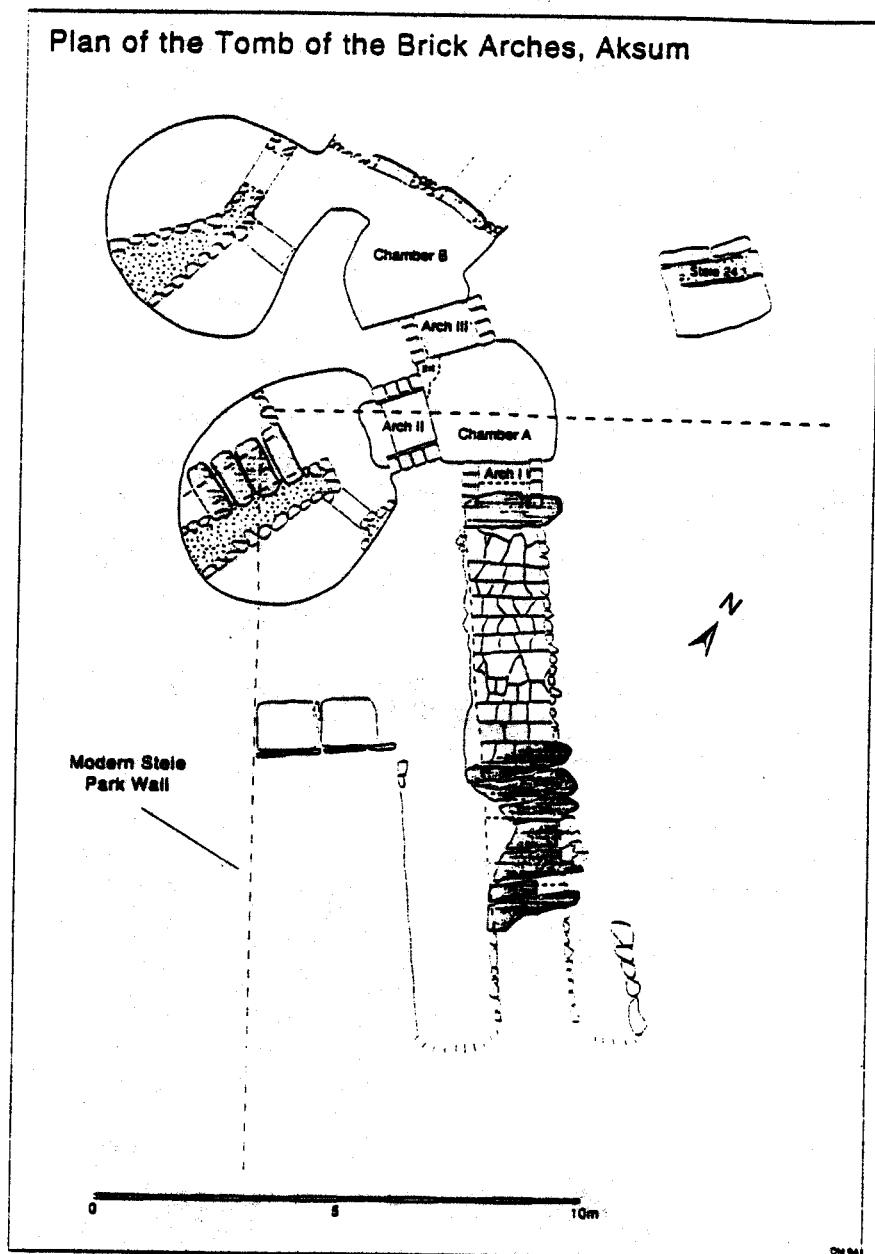 Plan of the Tomb of the Brick Arches, Aksum
Chamber B
Stele 24
Arch III
Arch II
Chamber A
Arch I
N
Modern Stele
Park Wall
0
5
10m